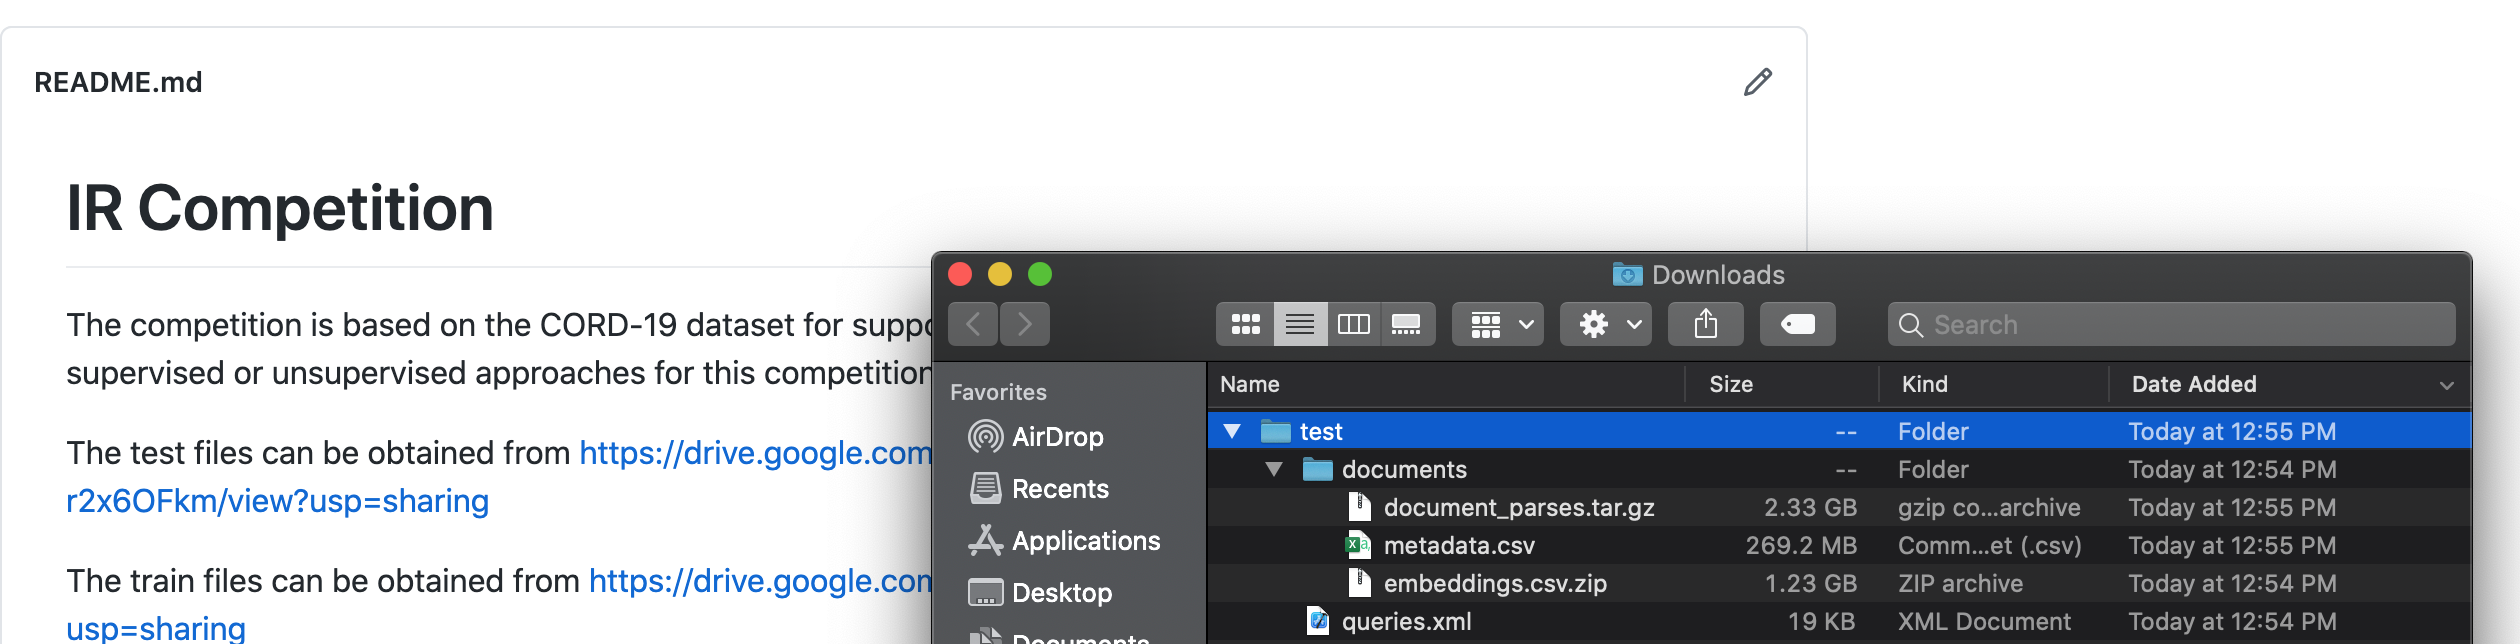 README.md
IR Competition
The competition is based on the CORD-19 dataset for suppo
supervised or unsupervised approaches for this competition
The test files can be obtained from https://drive.google.com
r2x6OFkm/view?usp=sharing
The train files can be obtained from https://drive.google.com
usp=sharing
Downloads
Search
Favorites
AirDrop
Recents
Applications
Desktop
Documents
Name Size Kind Date Added
test -- Folder Today at 12:55 PM
documents -- Folder Today at 12:54 PM
document_parses.tar.gz 2.33 GB gzip co...archive Today at 12:55 PM
metadata.csv 269.2 MB Comm...et (.csv) Today at 12:55 PM
embeddings.csv.zip 1.23 GB ZIP archive Today at 12:54 PM
queries.xml 19 KB XML Document Today at 12:54 PM